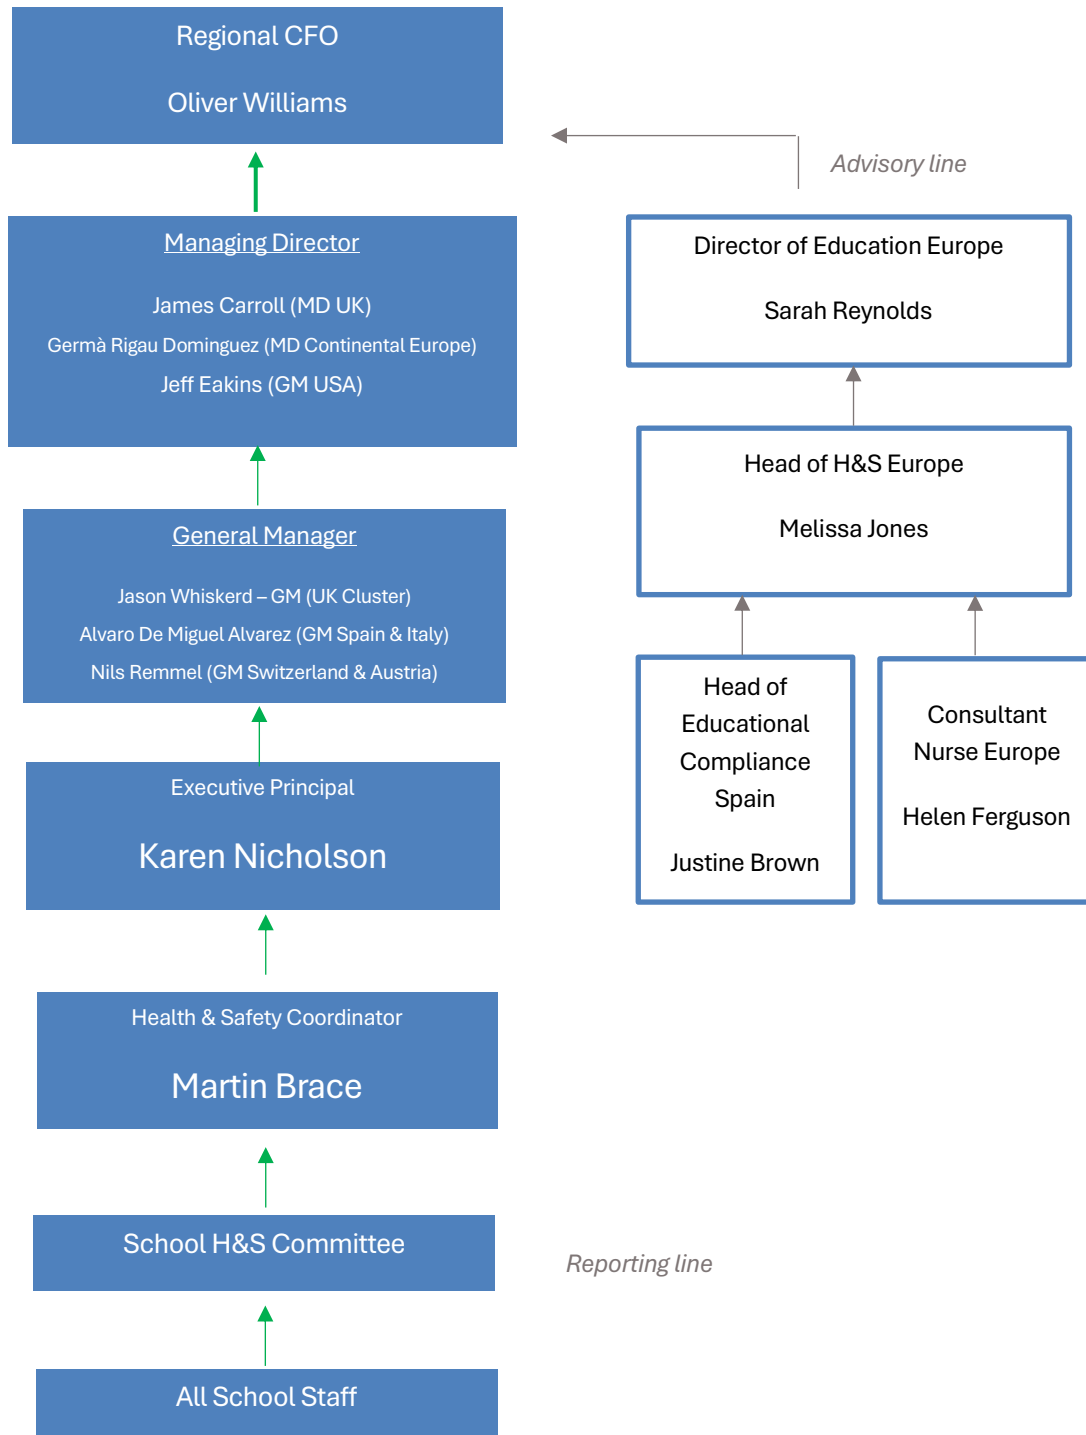 Regional CFO
Oliver Williams
Advisory line
Managing Director
James Carroll (MD UK)
Germà Rigau Dominguez (MD Continental Europe)
Jeff Eakins (GM USA)
Director of Education Europe
Sarah Reynolds
Head of H&S Europe
Melissa Jones
General Manager
Jason Whiskerd – GM (UK Cluster)
Alvaro De Miguel Alvarez (GM Spain & Italy)
Nils Remmel (GM Switzerland & Austria)
Head of
Educational
Compliance
Spain
Justine Brown
Consultant
Nurse Europe
Helen Ferguson
Executive Principal
Karen Nicholson
Health & Safety Coordinator
Martin Brace
School H&S Committee
Reporting line
All School Staff